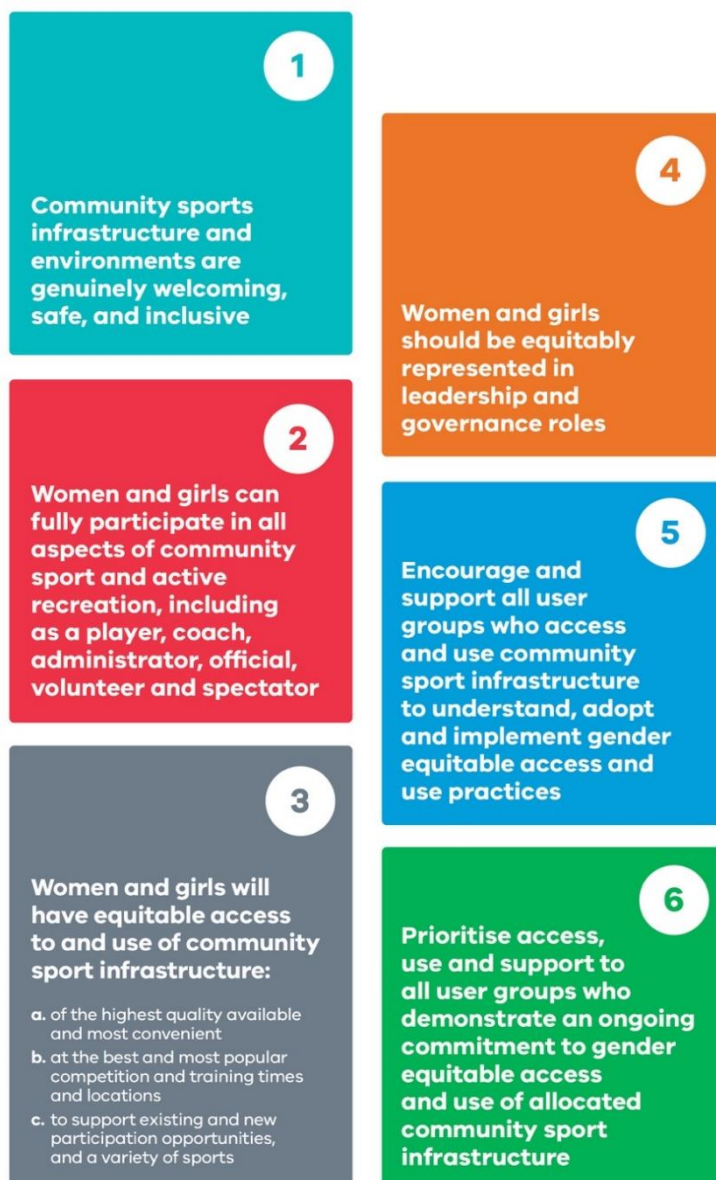 1
Community sports
infrastructure and
environments are
genuinely welcoming,
safe, and inclusive
2
Women and girls can
fully participate in all
aspects of community
sport and active
recreation, including
as a player, coach,
administrator, official,
volunteer and spectator
3
Women and girls will
have equitable access
to and use of community
sport infrastructure:
a. of the highest quality available
and most convenient
b. at the best and most popular
competition and training times
and locations
c. to support existing and new
participation opportunities,
and a variety of sports
4
Women and girls
should be equitably
represented in
leadership and
governance roles
5
Encourage and
support all user
groups who access
and use community
sport infrastructure
to understand, adopt
and implement gender
equitable access and
use practices
6
Prioritise access,
use and support to
all user groups who
demonstrate an ongoing
commitment to gender
equitable access
and use of allocated
community sport
infrastructure